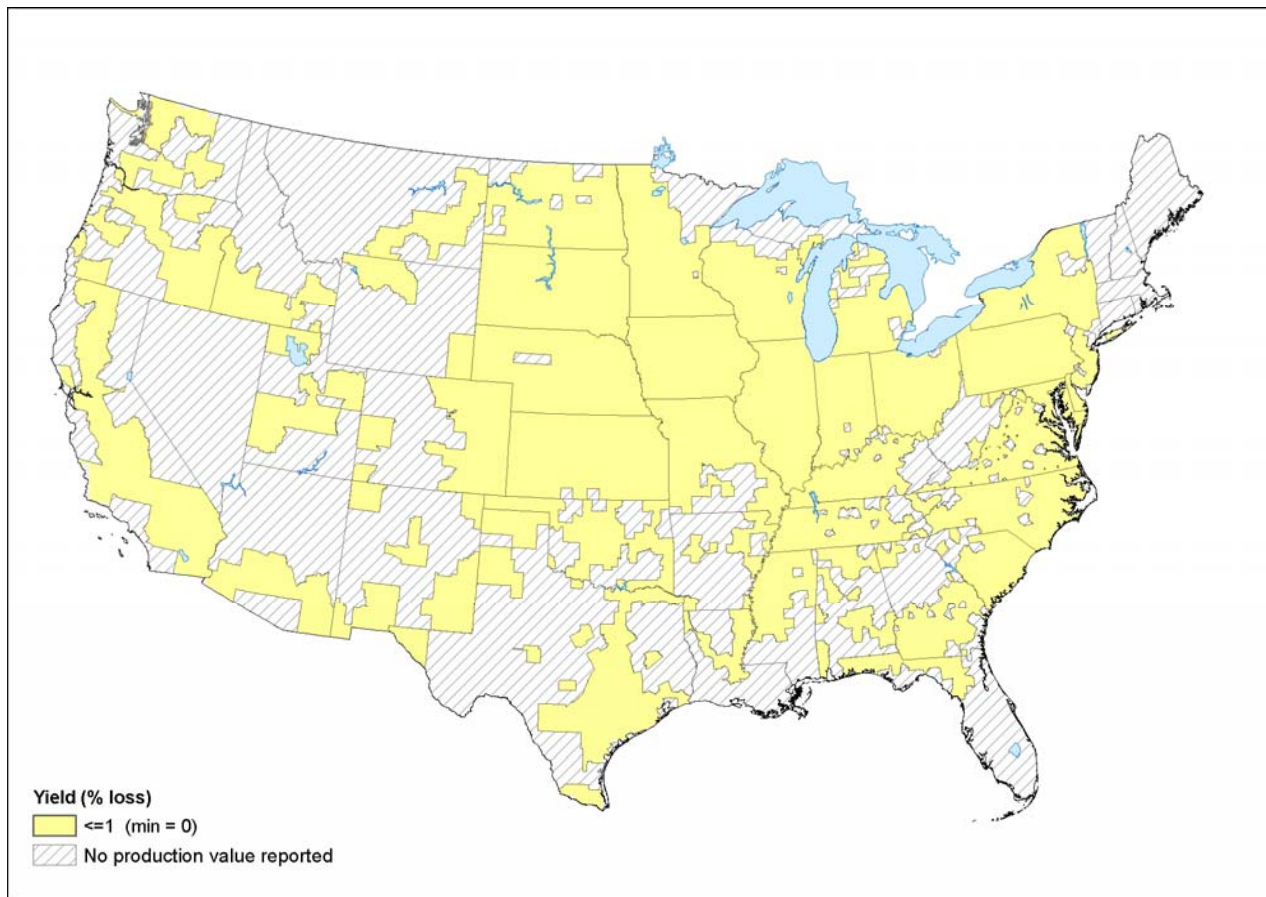 Yield (% loss)
<=1 (min = 0)
No production value reported